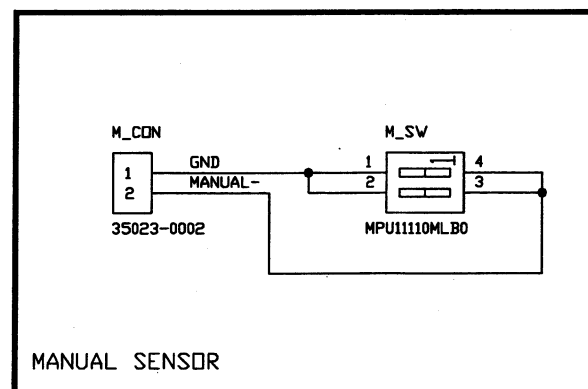 M_CON
M_SW
1 GND 1 4
2 MANUAL- 2 3
35023-0002
MPU11110MLB0
MANUAL SENSOR